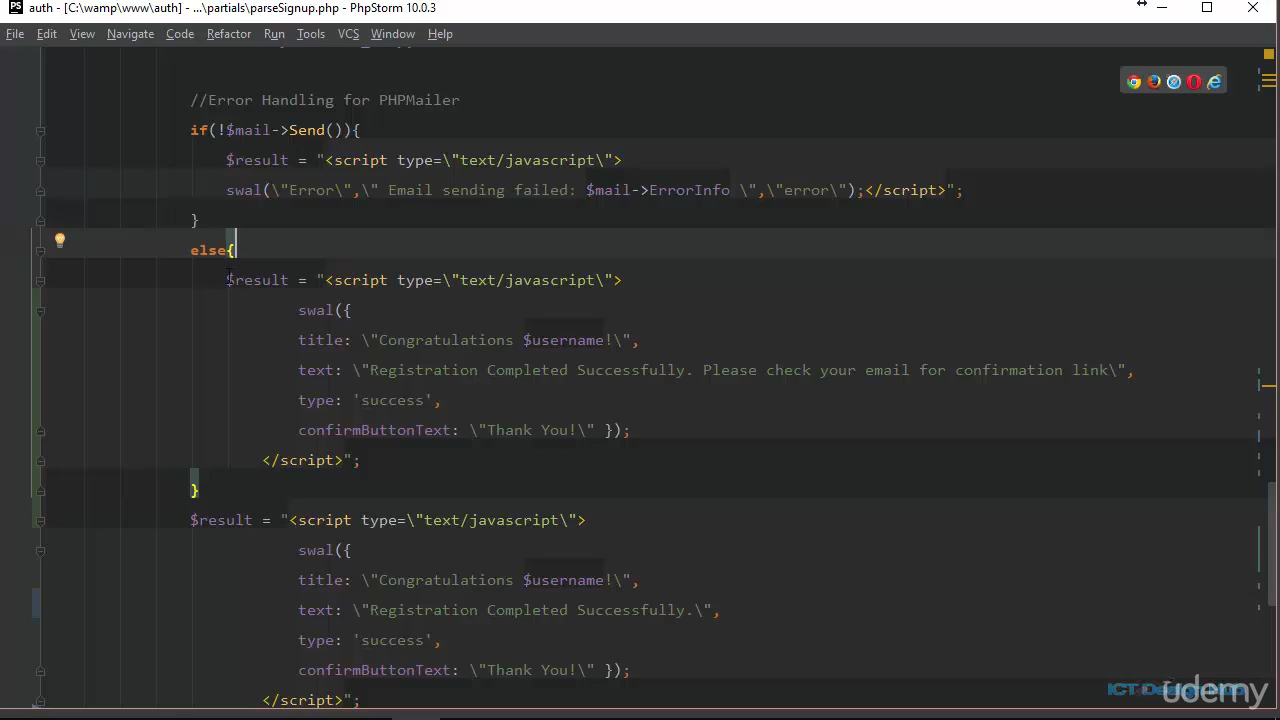 PS auth - [C:\wamp\www\auth] - ...\partials\parseSignup.php - PhpStorm 10.0.3
File Edit View Navigate Code Refactor Run Tools VCS Window Help
//Error Handling for PHPMailer
if(!$mail->Send()){
$result = "<script type=\"text/javascript\">
swal(\"Error\",\" Email sending failed: $mail->ErrorInfo \",\"error\");</script>";
}
else{
$result = "<script type=\"text/javascript\">
swal({
title: \"Congratulations $username!\",
text: \"Registration Completed Successfully. Please check your email for confirmation link\",
type: 'success',
confirmButtonText: \"Thank You!\" });
</script>";
}
$result = "<script type=\"text/javascript\">
swal({
title: \"Congratulations $username!\",
text: \"Registration Completed Successfully.\",
type: 'success',
confirmButtonText: \"Thank You!\" });
</script>";
ICT Design Hub
udemy